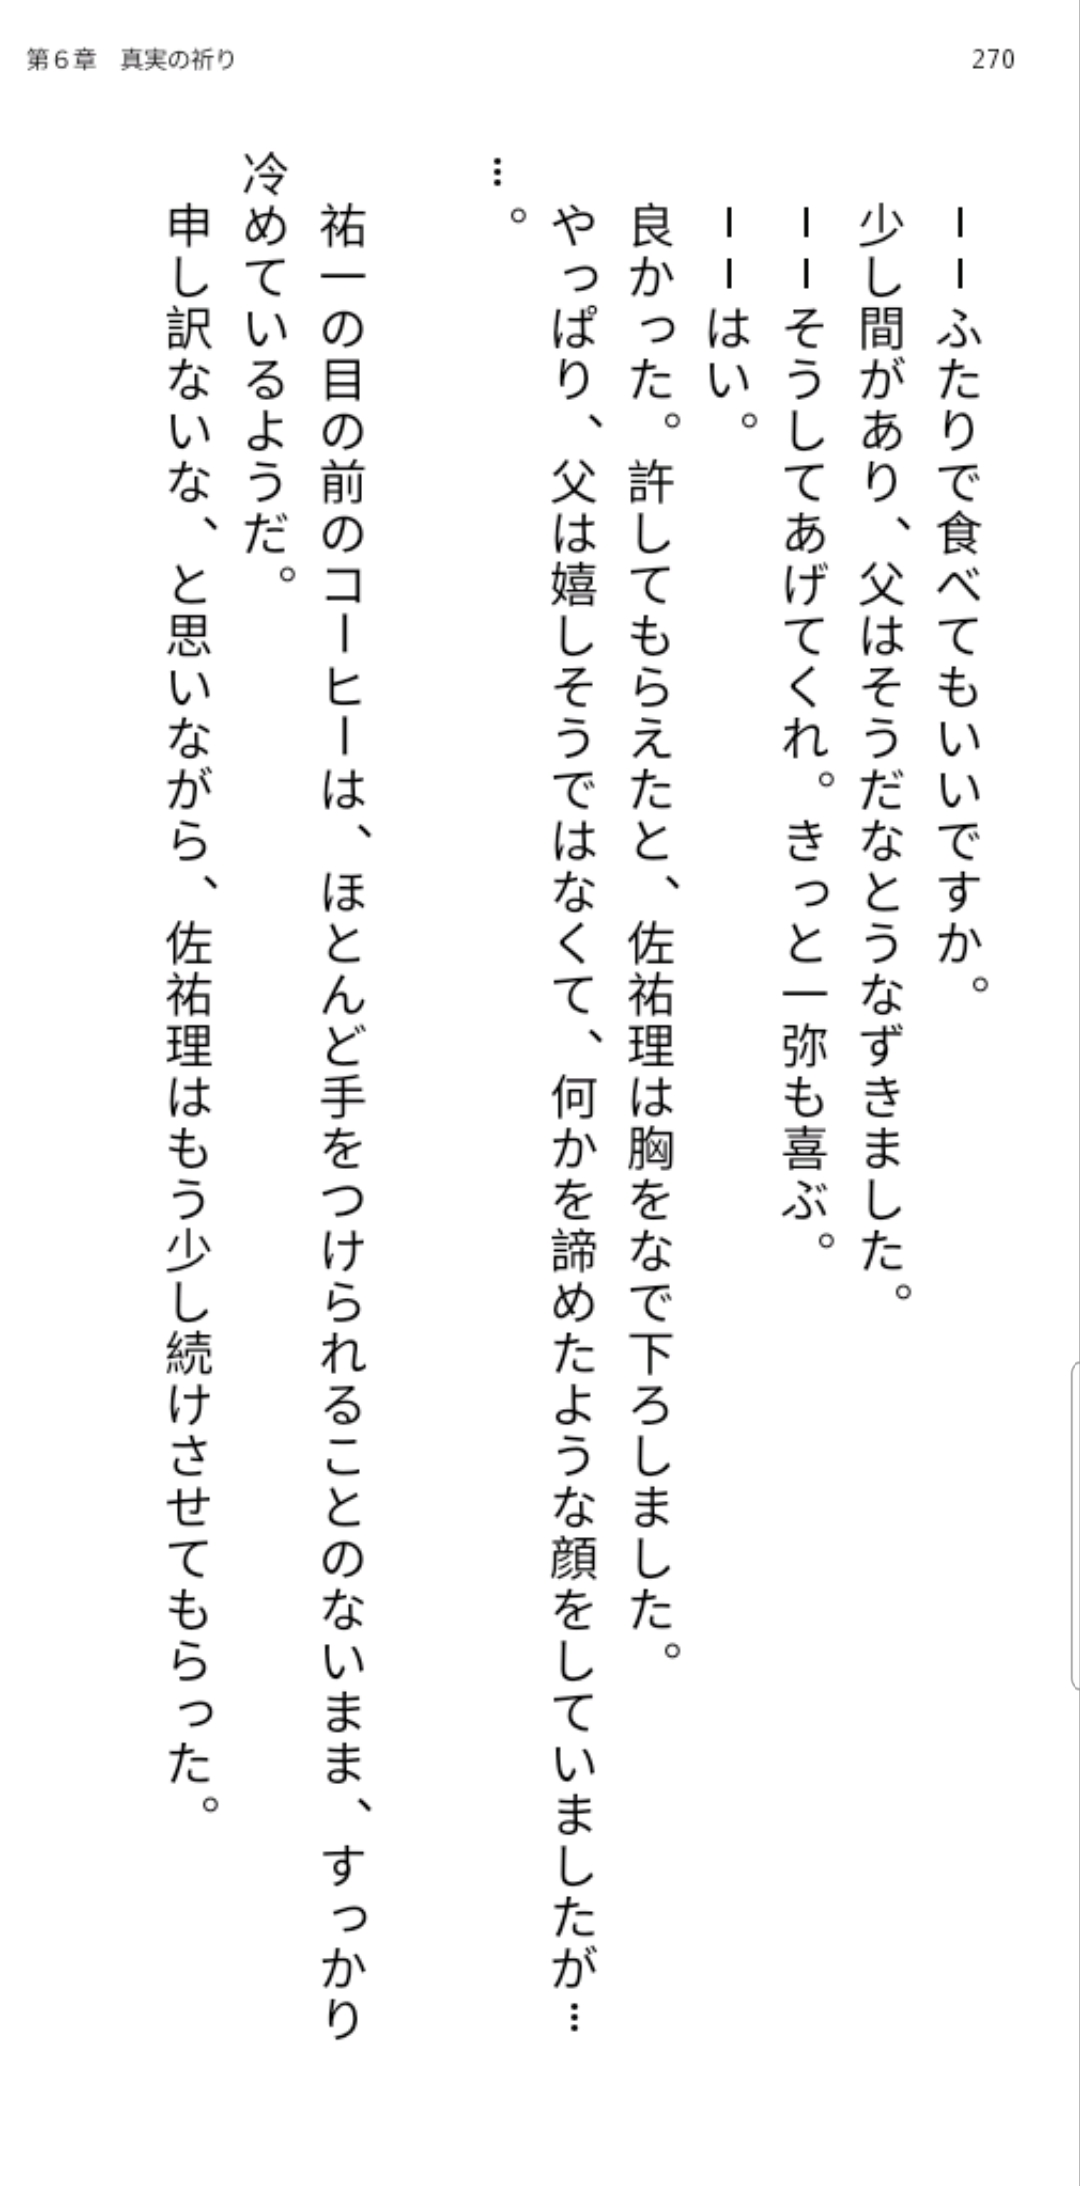 第６章　真実の祈り
270
――ふたりで食べてもいいですか。
少し間があり、父はそうだなとうなずきました。
――そうしてあげてくれ。きっと一弥も喜ぶ。
――はい。
良かった。許してもらえたと、佐祐理は胸をなで下ろしました。
やっぱり、父は嬉しそうではなくて、何かを諦めたような顔をしていましたが…
…。
祐一の目の前のコーヒーは、ほとんど手をつけられることのないまま、すっかり
冷めているようだ。
申し訳ないな、と思いながら、佐祐理はもう少し続けさせてもらった。